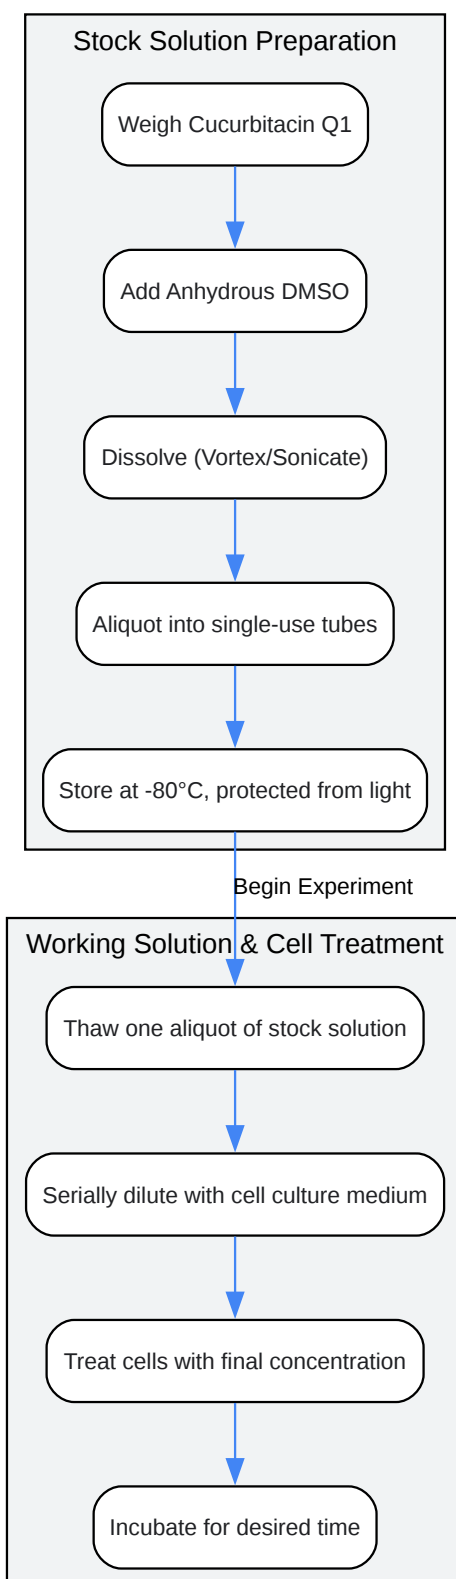 Stock Solution Preparation
Weigh Cucurbitacin Q1
Add Anhydrous DMSO
Dissolve (Vortex/Sonicate)
Aliquot into single-use tubes
Store at -80°C, protected from light
Begin Experiment
Working Solution & Cell Treatment
Thaw one aliquot of stock solution
Serially dilute with cell culture medium
Treat cells with final concentration
Incubate for desired time